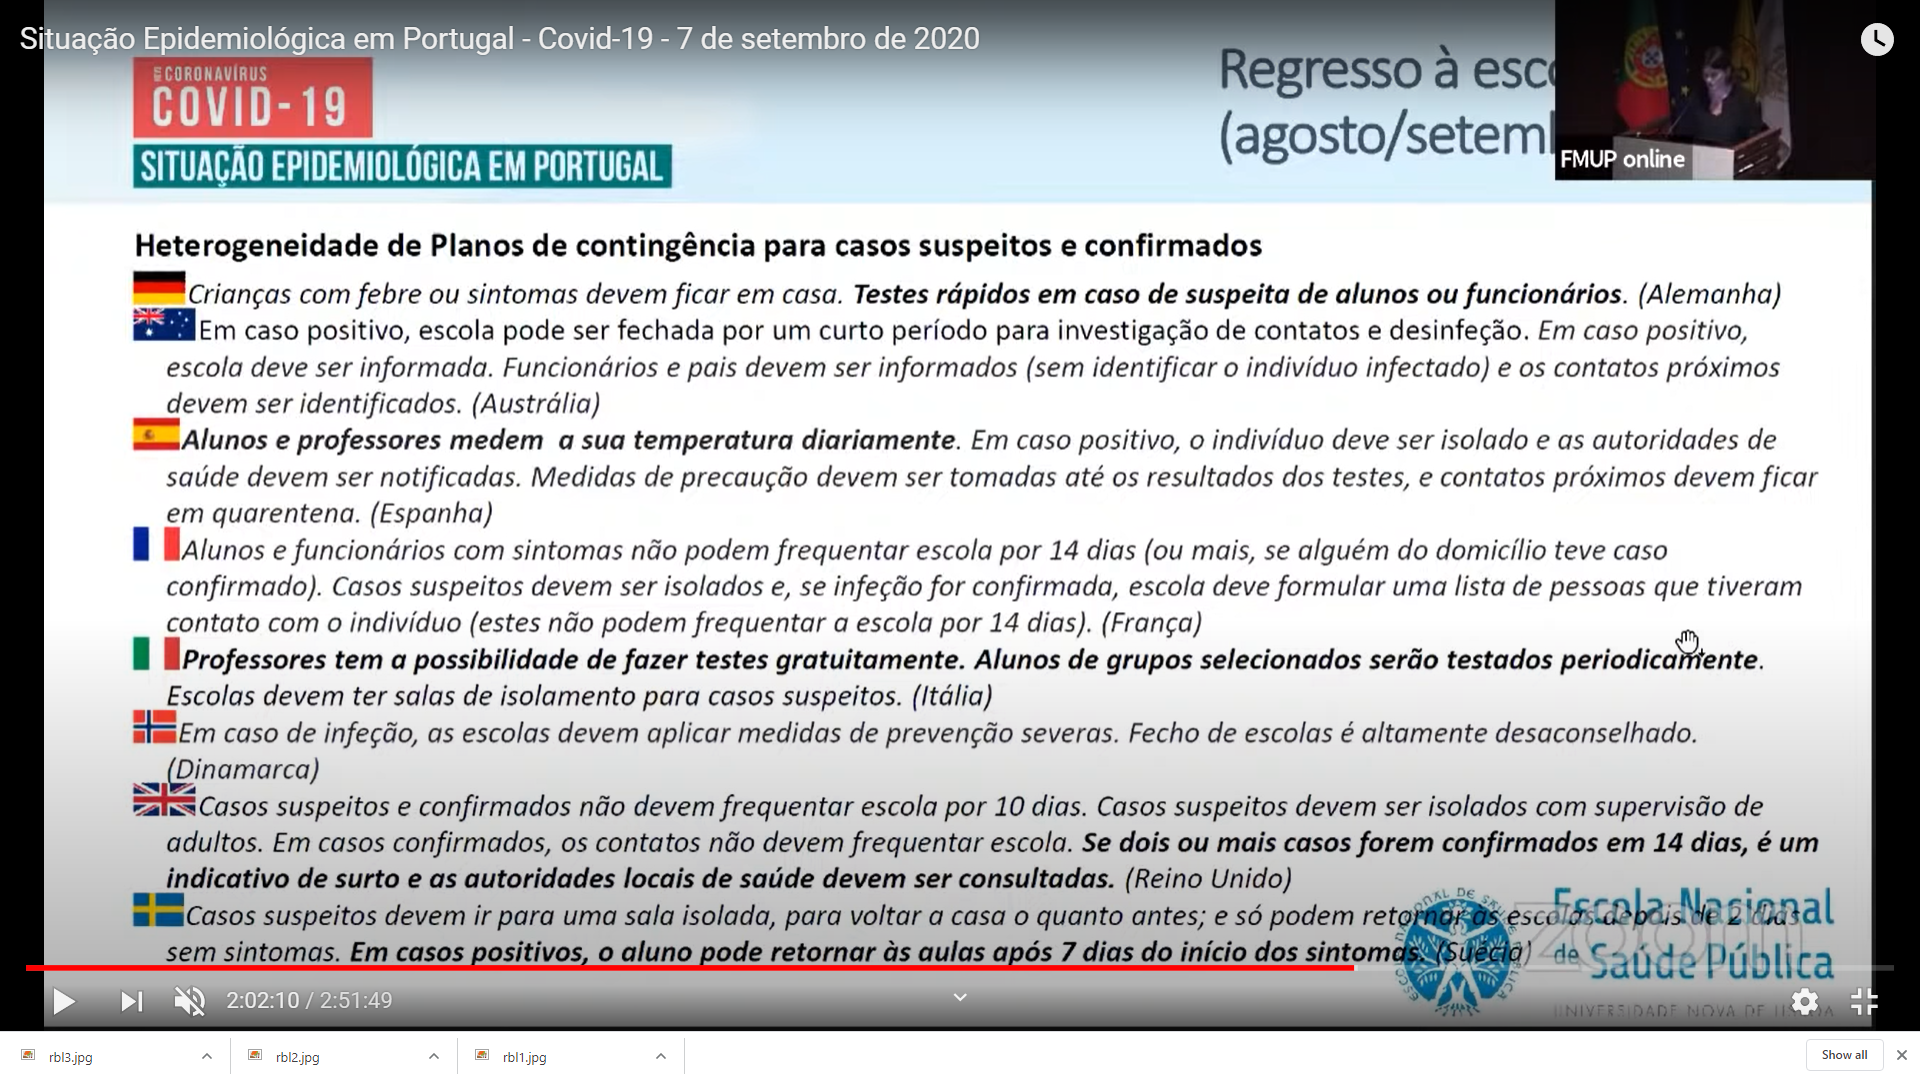 Situação Epidemiológica em Portugal - Covid-19 - 7 de setembro de 2020
CORONAVÍRUS
COVID-19
SITUAÇÃO EPIDEMIOLÓGICA EM PORTUGAL
Regresso à esc
(agosto/setem
FMUP online
Heterogeneidade de Planos de contingência para casos suspeitos e confirmados
Crianças com febre ou sintomas devem ficar em casa. Testes rápidos em caso de suspeita de alunos ou funcionários. (Alemanha)
Em caso positivo, escola pode ser fechada por um curto período para investigação de contatos e desinfeção. Em caso positivo,
escola deve ser informada. Funcionários e pais devem ser informados (sem identificar o indivíduo infectado) e os contatos próximos
devem ser identificados. (Austrália)
Alunos e professores medem a sua temperatura diariamente. Em caso positivo, o indivíduo deve ser isolado e as autoridades de
saúde devem ser notificadas. Medidas de precaução devem ser tomadas até os resultados dos testes, e contatos próximos devem ficar
em quarentena. (Espanha)
Alunos e funcionários com sintomas não podem frequentar escola por 14 dias (ou mais, se alguém do domicílio teve caso
confirmado). Casos suspeitos devem ser isolados e, se infeção for confirmada, escola deve formular uma lista de pessoas que tiveram
contato com o indivíduo (estes não podem frequentar a escola por 14 dias). (França)
Professores tem a possibilidade de fazer testes gratuitamente. Alunos de grupos selecionados serão testados periodicamente.
Escolas devem ter salas de isolamento para casos suspeitos. (Itália)
Em caso de infeção, as escolas devem aplicar medidas de prevenção severas. Fecho de escolas é altamente desaconselhado.
(Dinamarca)
Casos suspeitos e confirmados não devem frequentar escola por 10 dias. Casos suspeitos devem ser isolados com supervisão de
adultos. Em casos confirmados, os contatos não devem frequentar escola. Se dois ou mais casos forem confirmados em 14 dias, é um
indicativo de surto e as autoridades locais de saúde devem ser consultadas. (Reino Unido)
Casos suspeitos devem ir para uma sala isolada, para voltar a casa o quanto antes; e só podem retornar às escolas depois de 2 dias
sem sintomas. Em casos positivos, o aluno pode retornar às aulas após 7 dias do início dos sintomas. (Suécia)
Escola Nacional
de Saúde Pública
UNIVERSIDADE NOVA DE LISBOA
zoom
2:02:10 / 2:51:49
rbl3.jpg
rbl2.jpg
rbl1.jpg
Show all